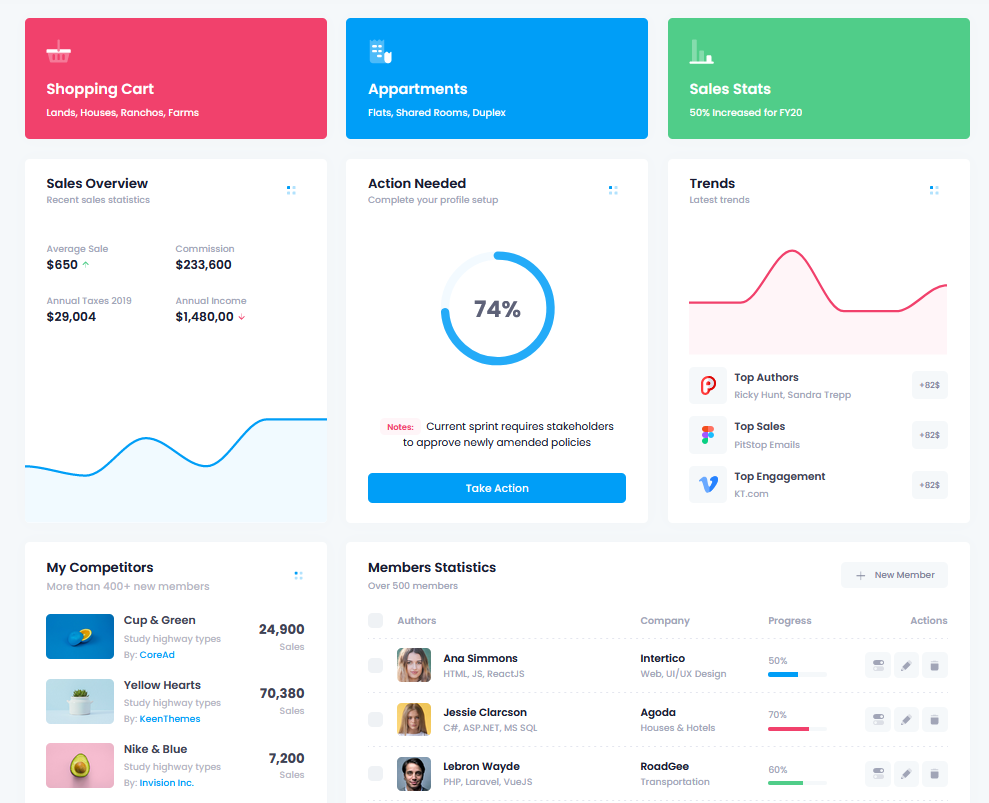 Shopping Cart
Lands, Houses, Ranchos, Farms
Appartments
Flats, Shared Rooms, Duplex
Sales Stats
50% Increased for FY20
Sales Overview
Recent sales statistics
Average Sale
$650
Commission
$233,600
Annual Taxes 2019
$29,004
Annual Income
$1,480,00
Action Needed
Complete your profile setup
74%
Notes: Current sprint requires stakeholders
to approve newly amended policies
Take Action
Trends
Latest trends
Top Authors
Ricky Hunt, Sandra Trepp
+82$
Top Sales
PitStop Emails
+82$
Top Engagement
KT.com
+82$
My Competitors
More than 400+ new members
Cup & Green
Study highway types
By: CoreAd
24,900
Sales
Yellow Hearts
Study highway types
By: KeenThemes
70,380
Sales
Nike & Blue
Study highway types
By: Invision Inc.
7,200
Sales
Members Statistics
Over 500 members
New Member
Authors Company Progress Actions
Ana Simmons
HTML, JS, ReactJS
Intertico
Web, UI/UX Design
50%
Jessie Clarcson
C#, ASP.NET, MS SQL
Agoda
Houses & Hotels
70%
Lebron Wayde
PHP, Laravel, VueJS
RoadGee
Transportation
60%